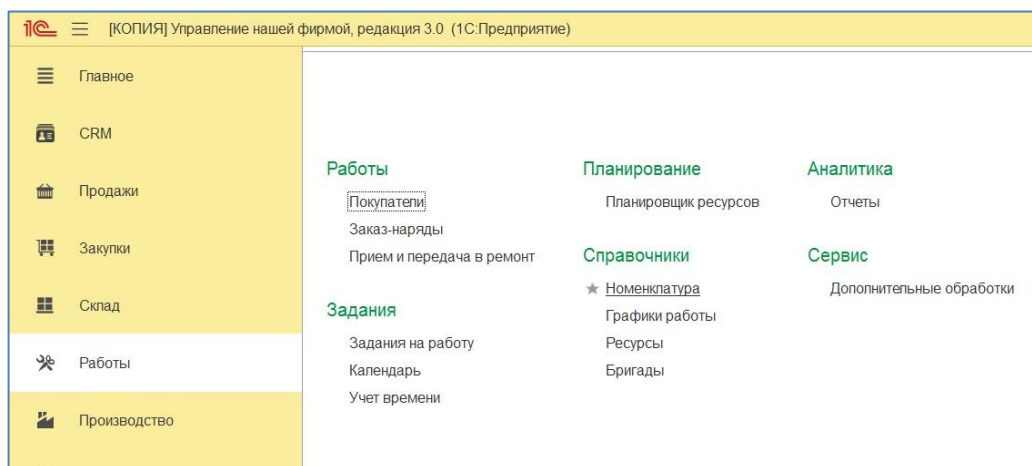 1С [КОПИЯ] Управление нашей фирмой, редакция 3.0 (1С:Предприятие)
Главное
CRM
Продажи
Закупки
Склад
Работы
Производство
Работы
Покупатели
Заказ-наряды
Прием и передача в ремонт
Задания
Задания на работу
Календарь
Учет времени
Планирование
Планировщик ресурсов
Справочники
Номенклатура
Графики работы
Ресурсы
Бригады
Аналитика
Отчеты
Сервис
Дополнительные обработки